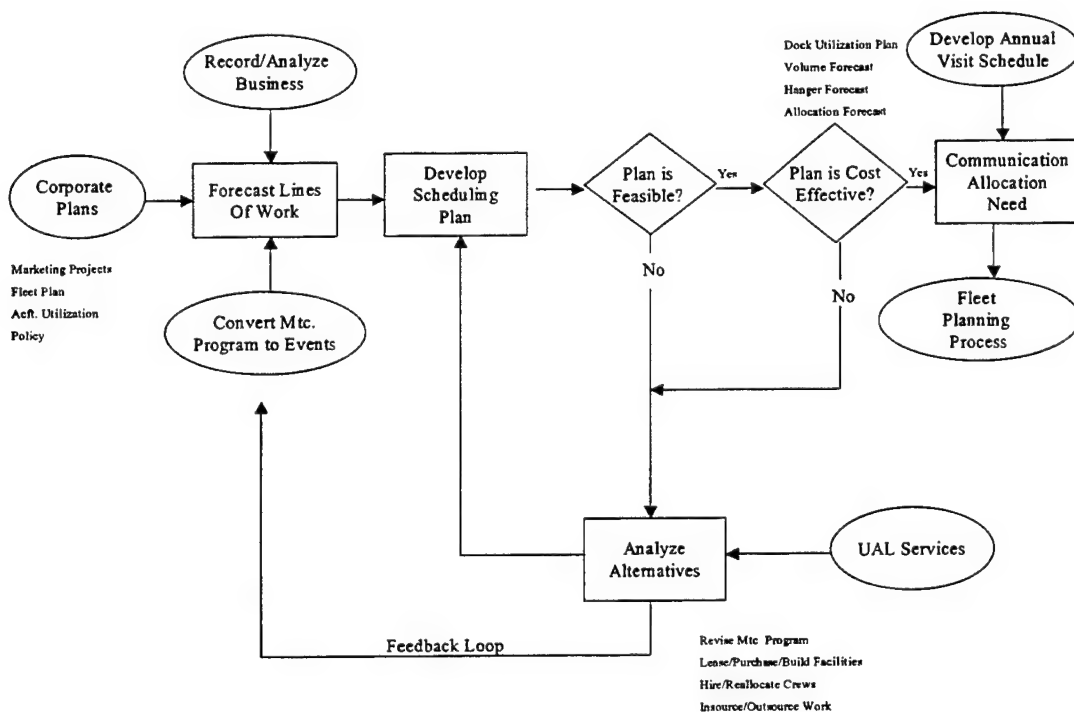 Record/Analyze
Business
Dock Utilization Plan
Volume Forecast
Hanger Forecast
Allocation Forecast
Develop Annual
Visit Schedule
Corporate
Plans
Forecast Lines
Of Work
Develop
Scheduling
Plan
Plan is
Feasible?
Yes
Plan is Cost
Effective?
Yes
Communication
Allocation
Need
Marketing Projects
Fleet Plan
Acft. Utilization
Policy
Convert Mtc.
Program to Events
No
No
Fleet
Planning
Process
Analyze
Alternatives
UAL Services
Feedback Loop
Revise Mtc Program
Lease/Purchase/Build Facilities
Hire/Reallocate Crews
Insource/Outsource Work